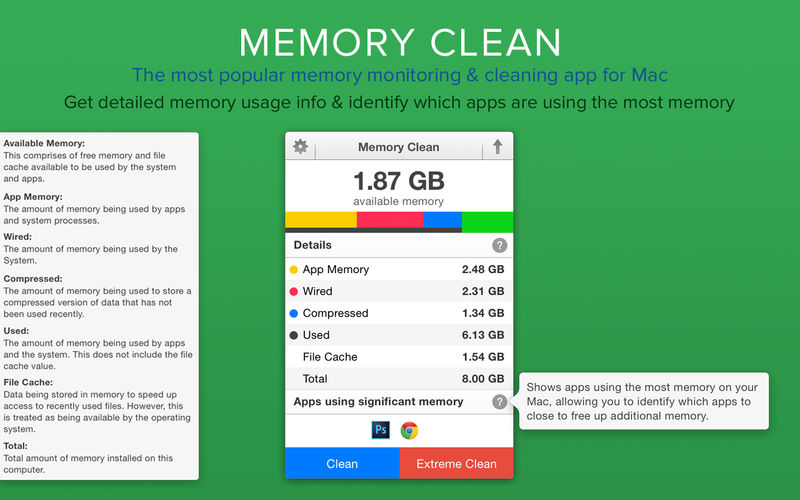 MEMORY CLEAN
The most popular memory monitoring & cleaning app for Mac
Get detailed memory usage info & identify which apps are using the most memory
Available Memory:
This comprises of free memory and file
cache available to be used by the system
and apps.
App Memory:
The amount of memory being used by apps
and system processes.
Wired:
The amount of memory being used by the
System.
Compressed:
The amount of memory being used to store a
compressed version of data that has not
been used recently.
Used:
The amount of memory being used by apps
and the system. This does not include the file
cache value.
File Cache:
Data being stored in memory to speed up
access to recently used files. However, this
is treated as being available by the operating
system.
Total:
Total amount of memory installed on this
computer.
Memory Clean
1.87 GB
available memory
Details ?
App Memory 2.48 GB
Wired 2.31 GB
Compressed 1.34 GB
Used 6.13 GB
File Cache 1.54 GB
Total 8.00 GB
Apps using significant memory ?
Ps
Clean Extreme Clean
Shows apps using the most memory on your
Mac, allowing you to identify which apps to
close to free up additional memory.